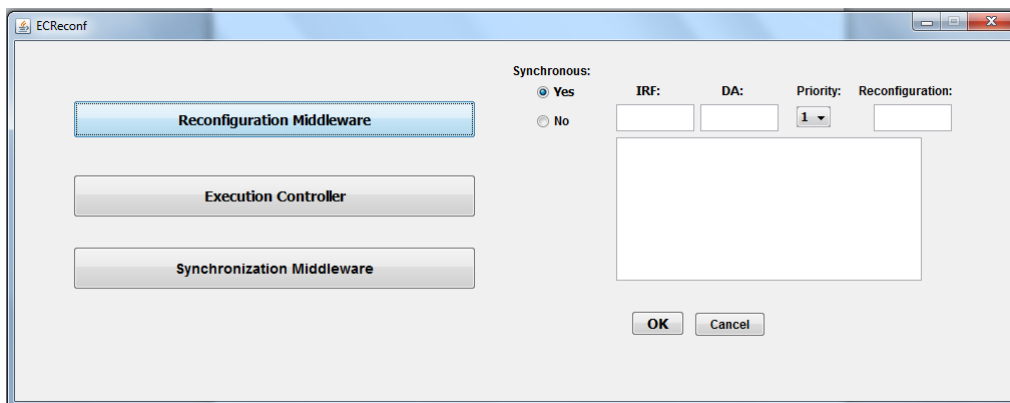 ECReconf
Synchronous:
Yes
No
IRF:
DA:
Priority:
Reconfiguration:
1
Reconfiguration Middleware
Execution Controller
Synchronization Middleware
OK
Cancel